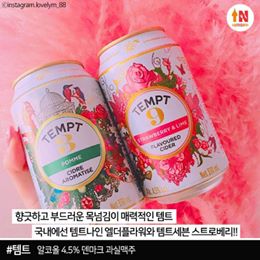 @instagram.lovelym_88
N
TEMPT
3
POMME
CIDRE
AROMATISÉ
TEMPT
9
STRAWBERRY & LIME
FLAVOURED
CIDER
향긋하고 부드러운 목넘김이 매력적인 템트
국내에선 템트나인 엘더플라워와 템트세븐 스트로베리!!
#템트 알코올 4.5% 덴마크 과실맥주